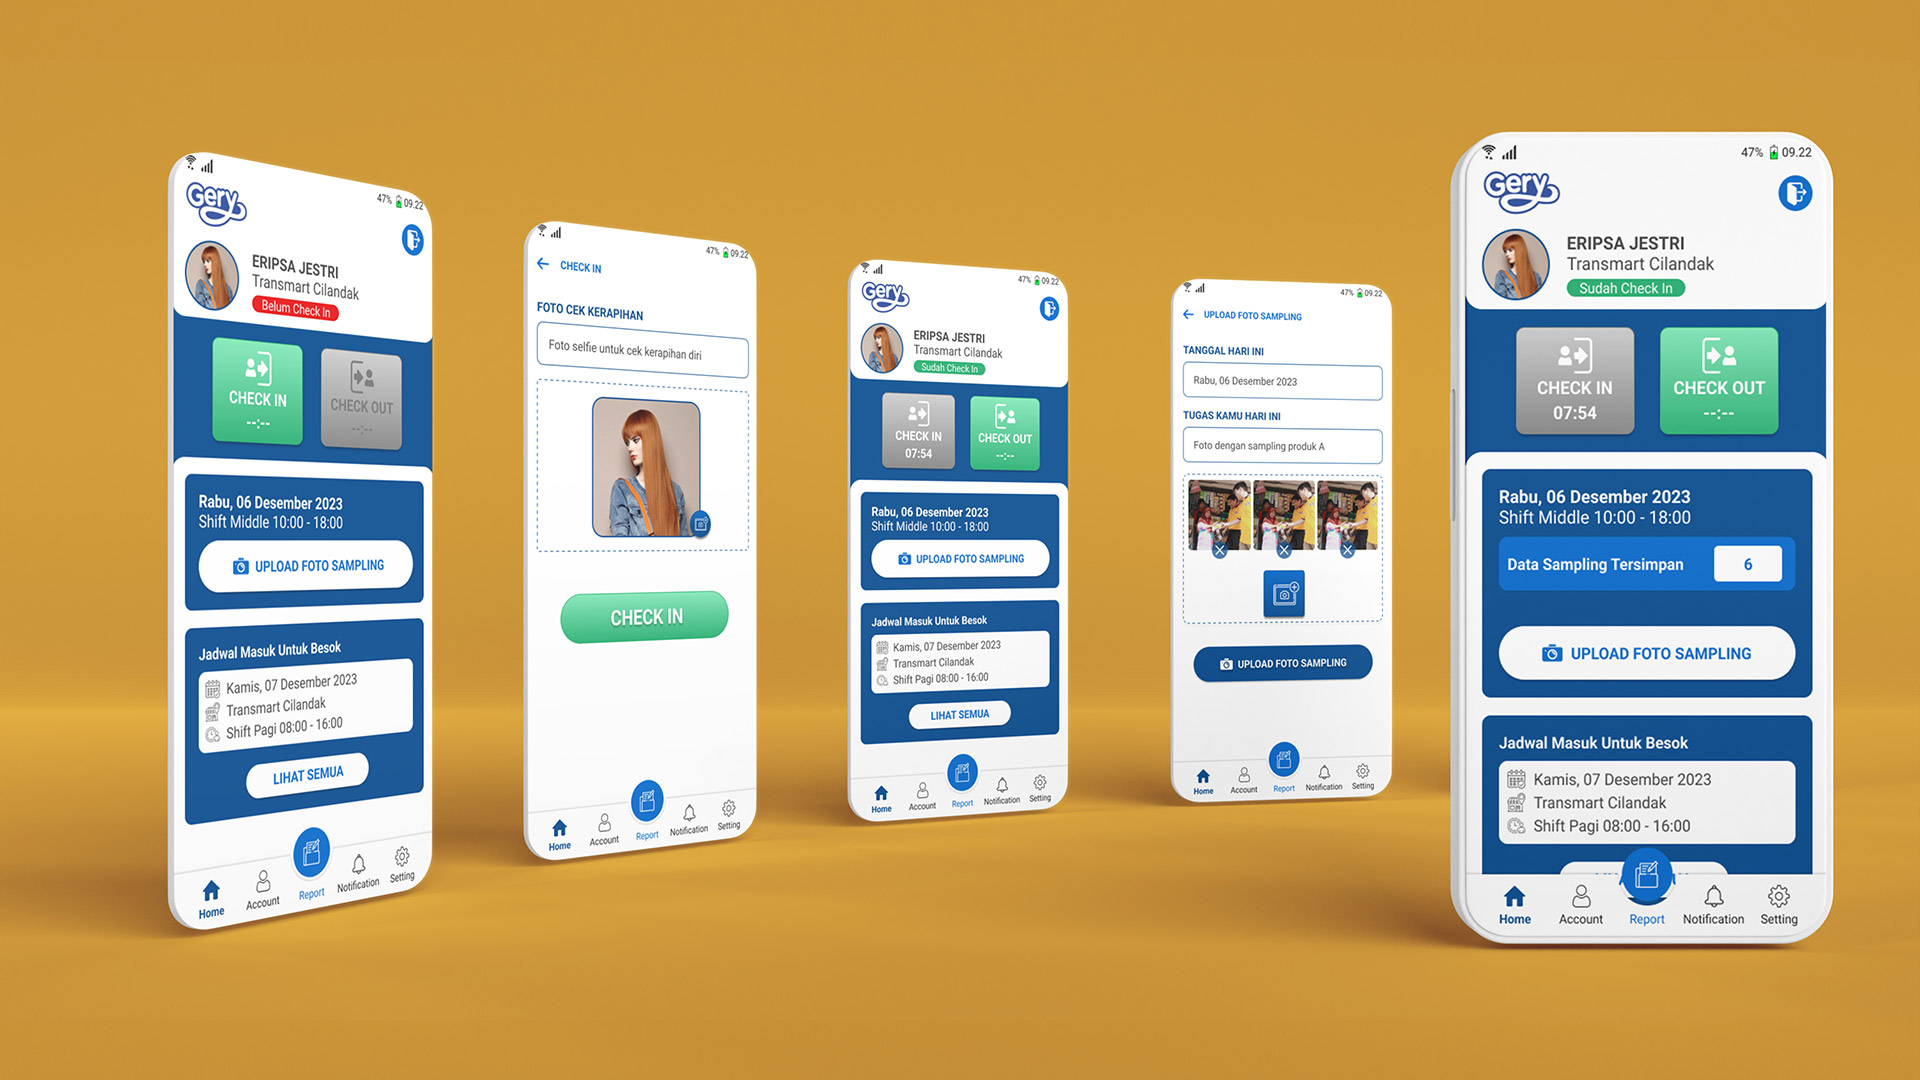 47% 09.22
Gery
ERIPSA JESTRI
Transmart Cilandak
Belum Check In
CHECK IN
--:--
CHECK OUT
--:--
Rabu, 06 Desember 2023
Shift Middle 10:00 - 18:00
UPLOAD FOTO SAMPLING
Jadwal Masuk Untuk Besok
Kamis, 07 Desember 2023
Transmart Cilandak
Shift Pagi 08:00 - 16:00
LIHAT SEMUA
Home
Account
Report
Notification
Setting
47% 09.22
CHECK IN
FOTO CEK KERAPIHAN
Foto selfie untuk cek kerapihan diri
CHECK IN
Home
Account
Report
Notification
Setting
47% 09.22
Gery
ERIPSA JESTRI
Transmart Cilandak
Sudah Check In
CHECK IN
07:54
CHECK OUT
--:--
Rabu, 06 Desember 2023
Shift Middle 10:00 - 18:00
UPLOAD FOTO SAMPLING
Jadwal Masuk Untuk Besok
Kamis, 07 Desember 2023
Transmart Cilandak
Shift Pagi 08:00 - 16:00
LIHAT SEMUA
Home
Account
Report
Notification
Setting
47% 09.22
UPLOAD FOTO SAMPLING
TANGGAL HARI INI
Rabu, 06 Desember 2023
TUGAS KAMU HARI INI
Foto dengan sampling produk A
UPLOAD FOTO SAMPLING
Home
Account
Report
Notification
Setting
47% 09.22
Gery
ERIPSA JESTRI
Transmart Cilandak
Sudah Check In
CHECK IN
07:54
CHECK OUT
--:--
Rabu, 06 Desember 2023
Shift Middle 10:00 - 18:00
Data Sampling Tersimpan
6
UPLOAD FOTO SAMPLING
Jadwal Masuk Untuk Besok
Kamis, 07 Desember 2023
Transmart Cilandak
Shift Pagi 08:00 - 16:00
Home
Account
Report
Notification
Setting